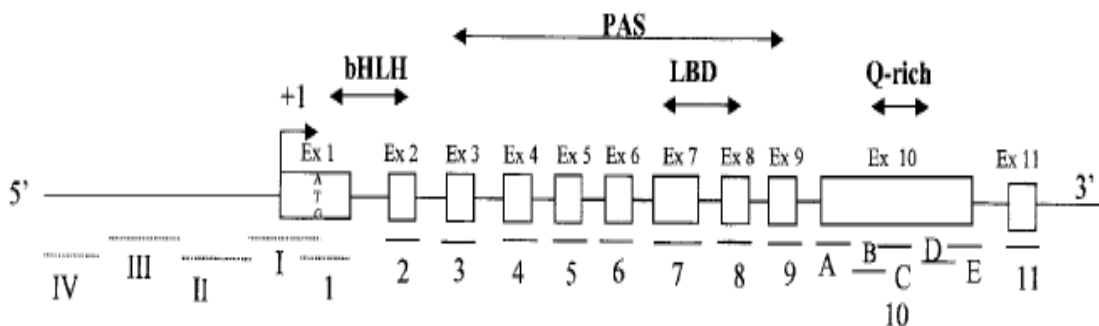 PAS
bHLH LBD Q-rich
+1
Ex 1 Ex 2 Ex 3 Ex 4 Ex 5 Ex 6 Ex 7 Ex 8 Ex 9 Ex 10 Ex 11
A
T
G
5’ 3’
IV III II I 1 2 3 4 5 6 7 8 9 A B C D E 11
10